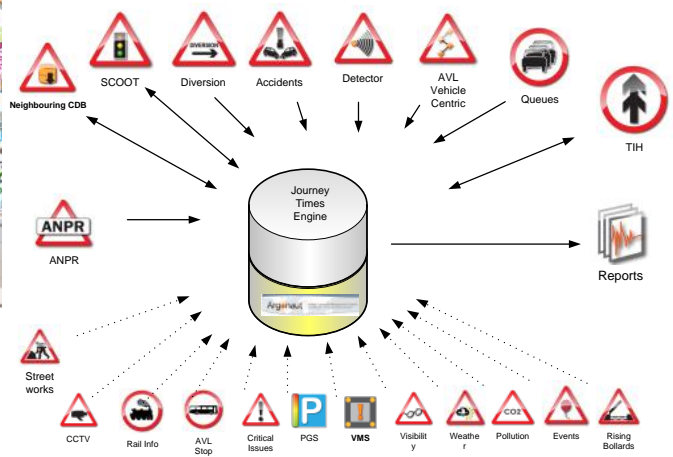 DIVERSION
SCOOT
Diversion
Accidents
Detector
AVL
Vehicle
Centric
Queues
Neighbouring CDB
TIH
Journey
Times
Engine
ANPR
ANPR
Reports
Argonaut
Street
works
CCTV
Rail Info
AVL
Stop
Critical
Issues
P
PGS
VMS
Visibilit
y
Weathe
r
CO2
Pollution
Events
Rising
Bollards